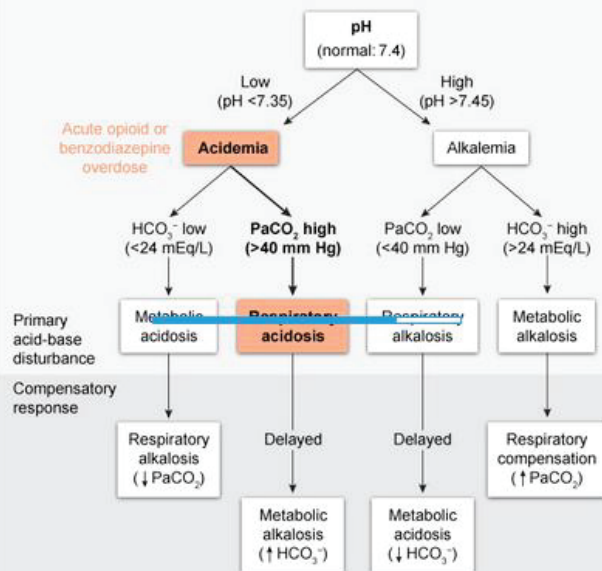 pH
(normal: 7.4)
Low
(pH <7.35)
High
(pH >7.45)
Acute opioid or
benzodiazepine
overdose
Acidemia
Alkalemia
HCO₃⁻ low
(<24 mEq/L)
PaCO₂ high
(>40 mm Hg)
PaCO₂ low
(<40 mm Hg)
HCO₃⁻ high
(>24 mEq/L)
Primary
acid-base
disturbance
Metabolic
acidosis
Respiratory
acidosis
Respiratory
alkalosis
Metabolic
alkalosis
Compensatory
response
Respiratory
alkalosis
(↓PaCO₂)
Delayed
Delayed
Respiratory
compensation
(↑PaCO₂)
Metabolic
alkalosis
(↑HCO₃⁻)
Metabolic
acidosis
(↓HCO₃⁻)